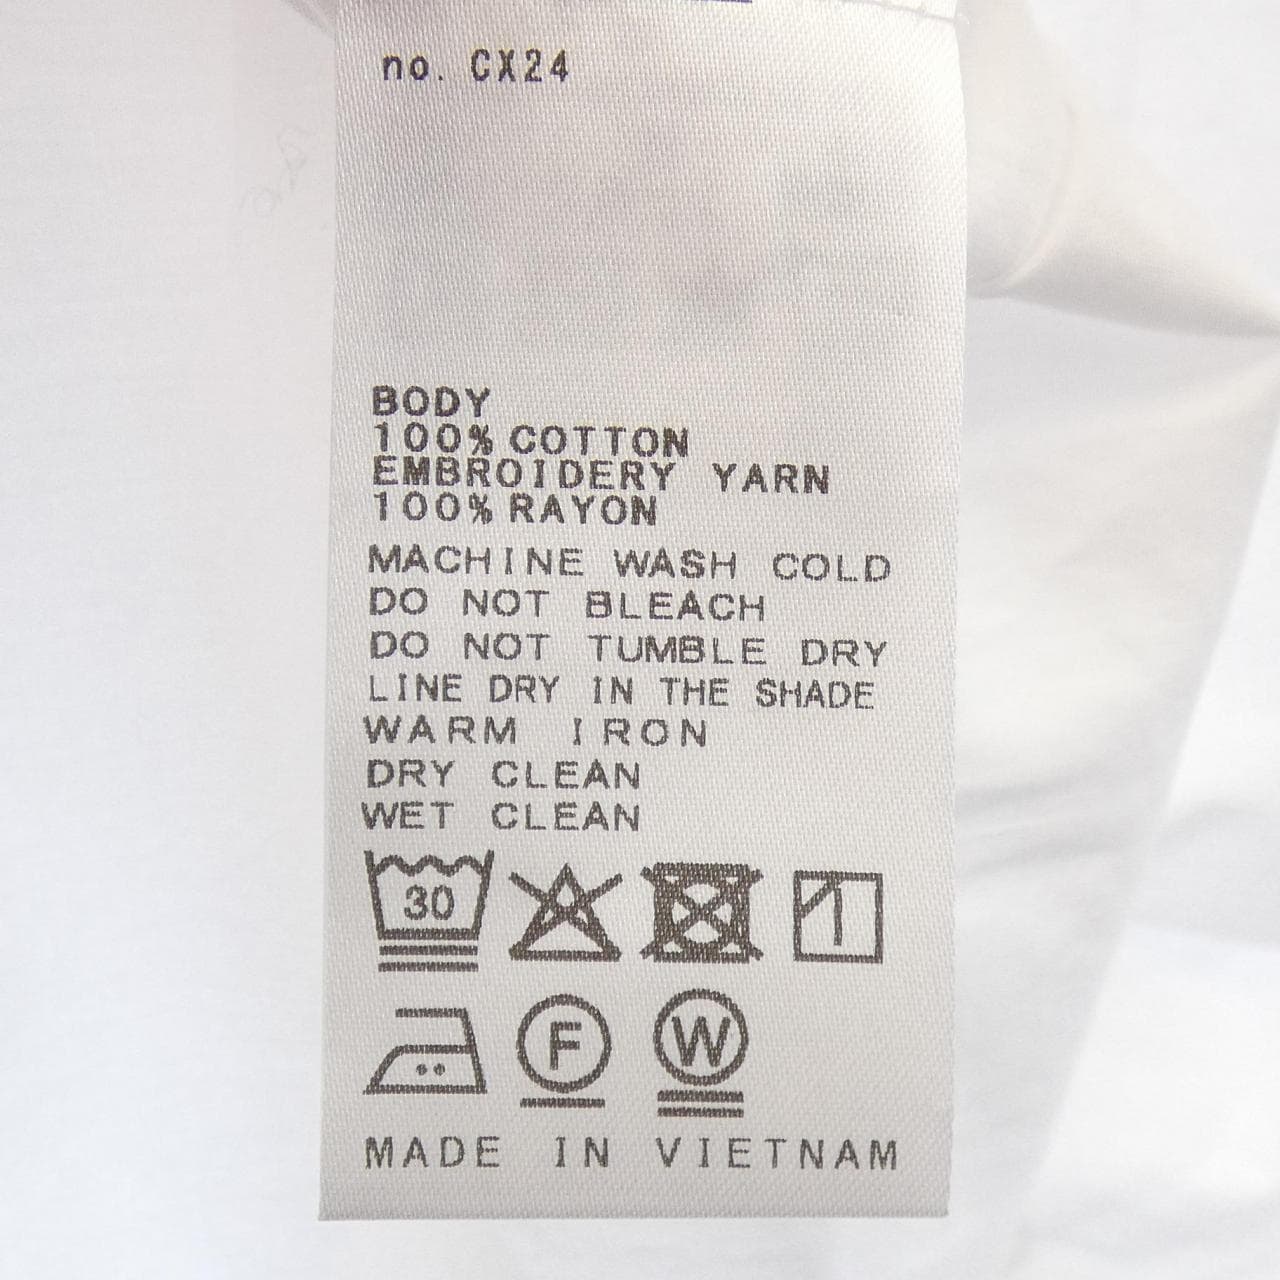 no. CX24
BODY
100% COTTON
EMBROIDERY YARN
100% RAYON
MACHINE WASH COLD
DO NOT BLEACH
DO NOT TUMBLE DRY
LINE DRY IN THE SHADE
WARM IRON
DRY CLEAN
WET CLEAN
30
F W
MADE IN VIETNAM